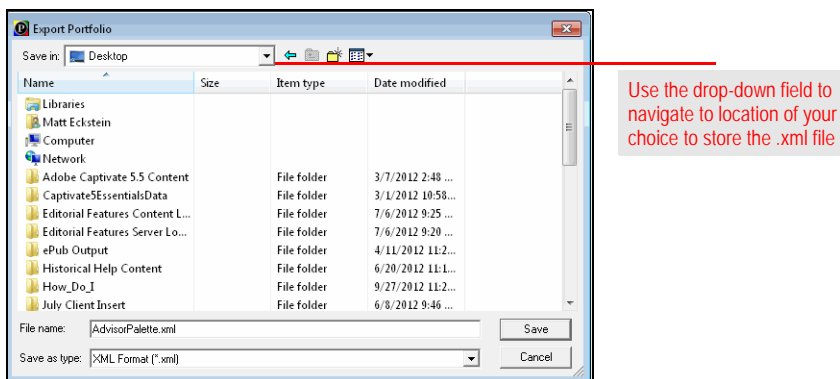 Export Portfolio
Save in: Desktop
Name Size Item type Date modified
Libraries
Matt Eckstein
Computer
Network
Adobe Captivate 5.5 Content File folder 3/7/2012 2:48 ...
Captivate5EssentialsData File folder 3/1/2012 10:58...
Editorial Features Content L... File folder 7/6/2012 9:25 ...
Editorial Features Server Lo... File folder 7/6/2012 9:20 ...
ePub Output File folder 4/11/2012 11:2...
Historical Help Content File folder 6/20/2012 11:1...
How_Do_I File folder 9/27/2012 11:2...
July Client Insert File folder 6/8/2012 9:46 ...
File name: AdvisorPalette.xml Save
Save as type: XML Format (*.xml) Cancel
Use the drop-down field to
navigate to location of your
choice to store the .xml file